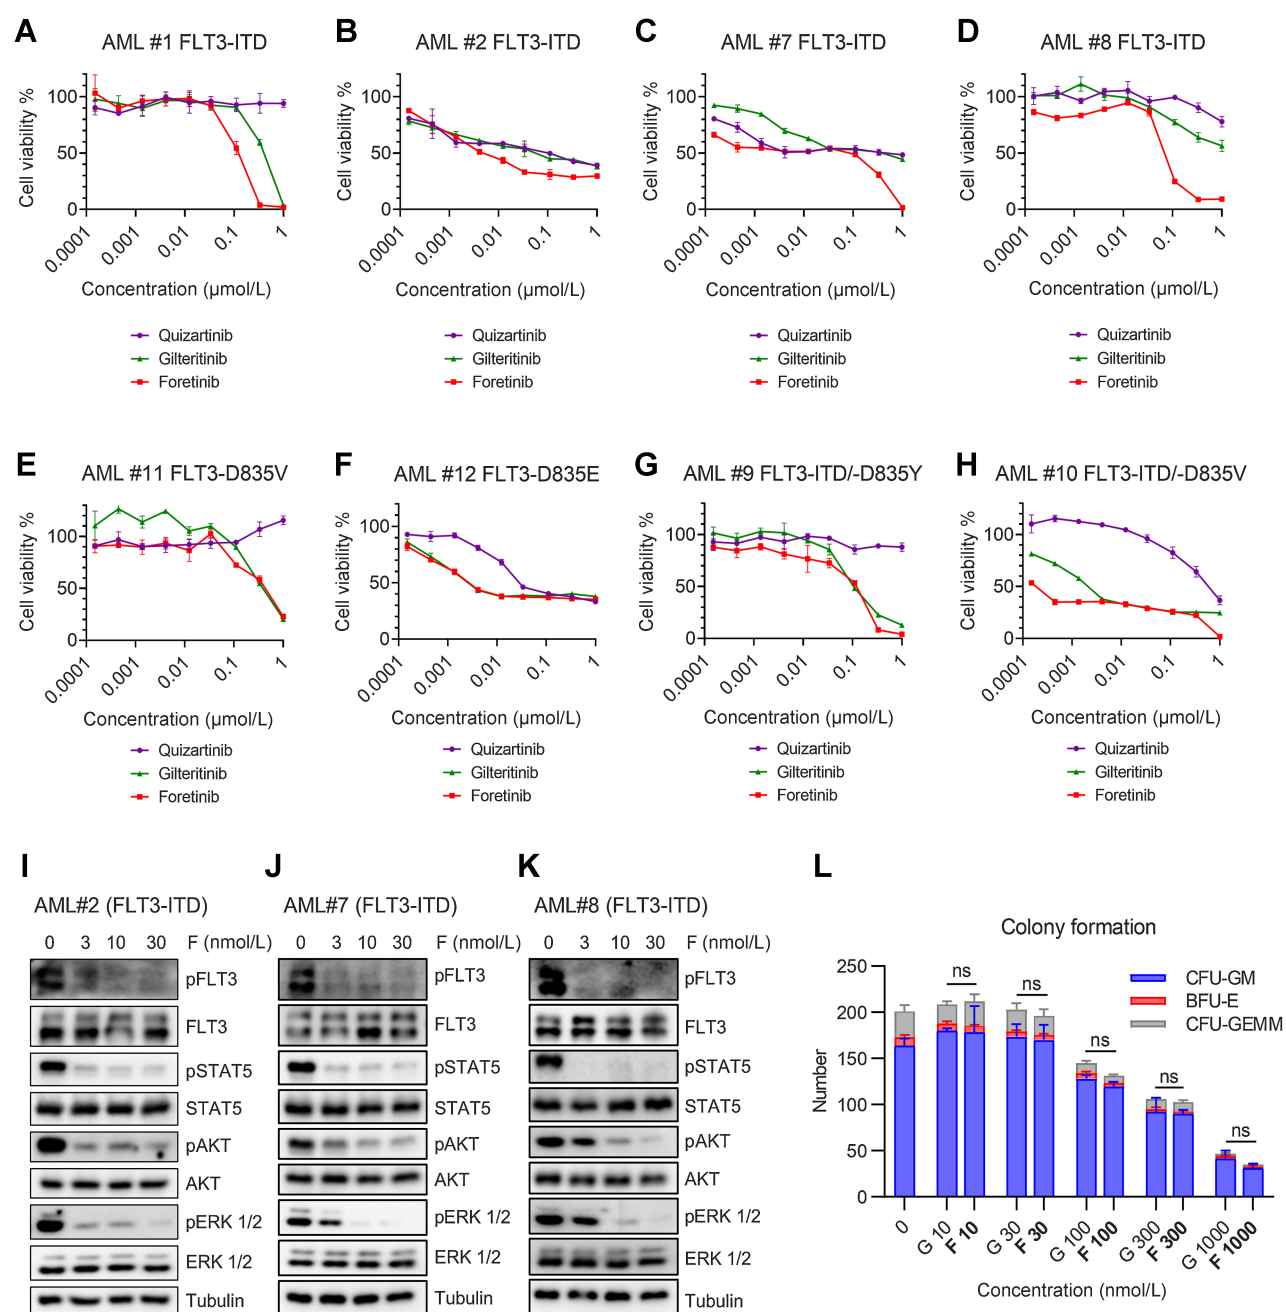 A
AML #1 FLT3-ITD
Cell viability %
100
50
0
0.0001
0.001
0.01
0.1
1
Concentration (µmol/L)
Quizartinib
Gilteritinib
Foretinib
B
AML #2 FLT3-ITD
Cell viability %
100
50
0
0.0001
0.001
0.01
0.1
1
Concentration (µmol/L)
Quizartinib
Gilteritinib
Foretinib
C
AML #7 FLT3-ITD
Cell viability %
100
50
0
0.0001
0.001
0.01
0.1
1
Concentration (µmol/L)
Quizartinib
Gilteritinib
Foretinib
D
AML #8 FLT3-ITD
Cell viability %
100
50
0
0.0001
0.001
0.01
0.1
1
Concentration (µmol/L)
Quizartinib
Gilteritinib
Foretinib
E
AML #11 FLT3-D835V
Cell viability %
100
50
0
0.0001
0.001
0.01
0.1
1
Concentration (µmol/L)
Quizartinib
Gilteritinib
Foretinib
F
AML #12 FLT3-D835E
Cell viability %
100
50
0
0.0001
0.001
0.01
0.1
1
Concentration (µmol/L)
Quizartinib
Gilteritinib
Foretinib
G
AML #9 FLT3-ITD/-D835Y
Cell viability %
100
50
0
0.0001
0.001
0.01
0.1
1
Concentration (µmol/L)
Quizartinib
Gilteritinib
Foretinib
H
AML #10 FLT3-ITD/-D835V
Cell viability %
100
50
0
0.0001
0.001
0.01
0.1
1
Concentration (µmol/L)
Quizartinib
Gilteritinib
Foretinib
I
AML#2 (FLT3-ITD)
0 3 10 30 F (nmol/L)
pFLT3
FLT3
pSTAT5
STAT5
pAKT
AKT
pERK 1/2
ERK 1/2
Tubulin
J
AML#7 (FLT3-ITD)
0 3 10 30 F (nmol/L)
pFLT3
FLT3
pSTAT5
STAT5
pAKT
AKT
pERK 1/2
ERK 1/2
Tubulin
K
AML#8 (FLT3-ITD)
0 3 10 30 F (nmol/L)
pFLT3
FLT3
pSTAT5
STAT5
pAKT
AKT
pERK 1/2
ERK 1/2
Tubulin
L
Colony formation
Number
250
200
150
100
50
0
ns
ns
ns
ns
ns
CFU-GM
BFU-E
CFU-GEMM
0
G 10
F 10
G 30
F 30
G 100
F 100
G 300
F 300
G 1000
F 1000
Concentration (nmol/L)